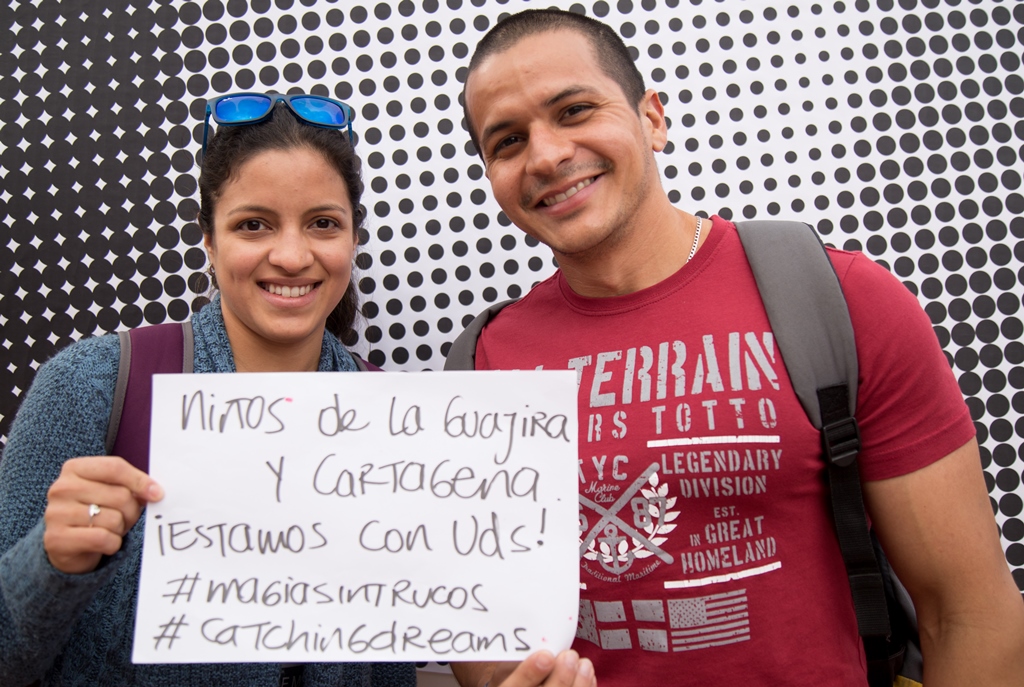 niños de La Guajira
Y CARTAGENA.
¡ESTAMOS con Uds!
#magiasinTRUCOS
#CATChinGdreams
TERRAIN
RS TOTTO
YC LEGENDARY
Marine
Club
DIVISION
EST.
87
IN GREAT
HOMELAND
Traditional Maritime